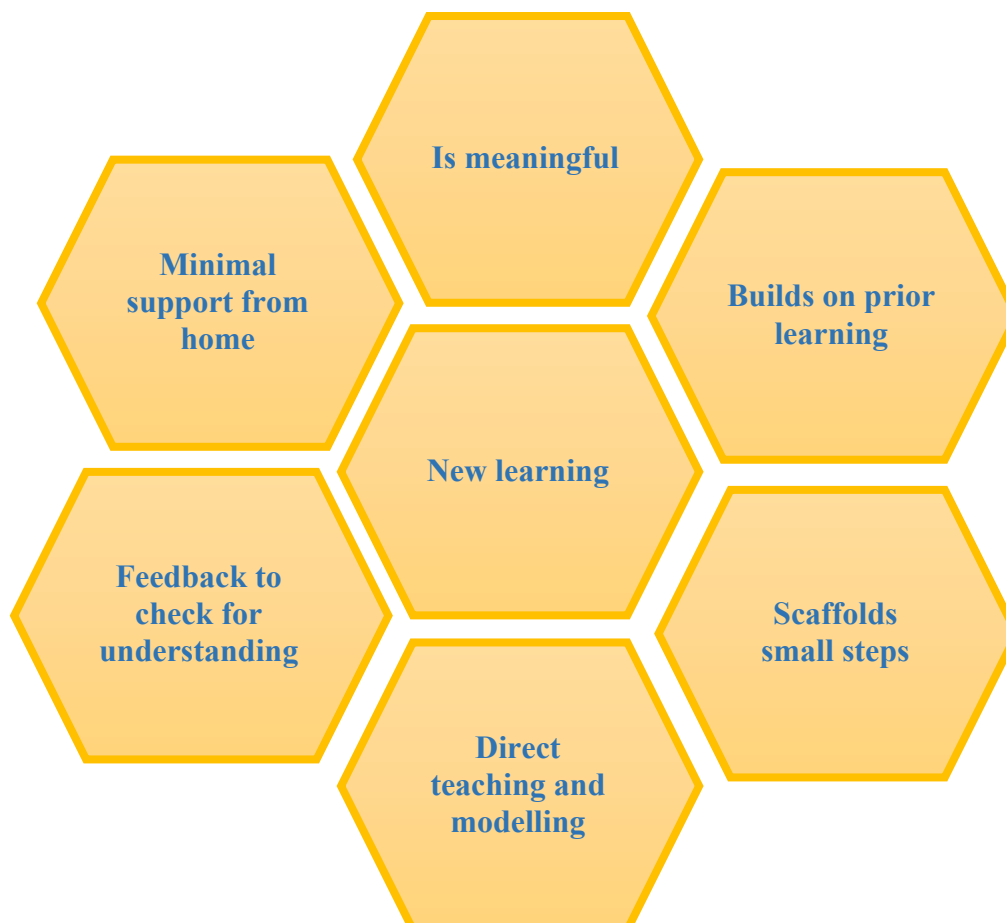 Is meaningful
Minimal
support from
home
Builds on prior
learning
New learning
Feedback to
check for
understanding
Scaffolds
small steps
Direct
teaching and
modelling